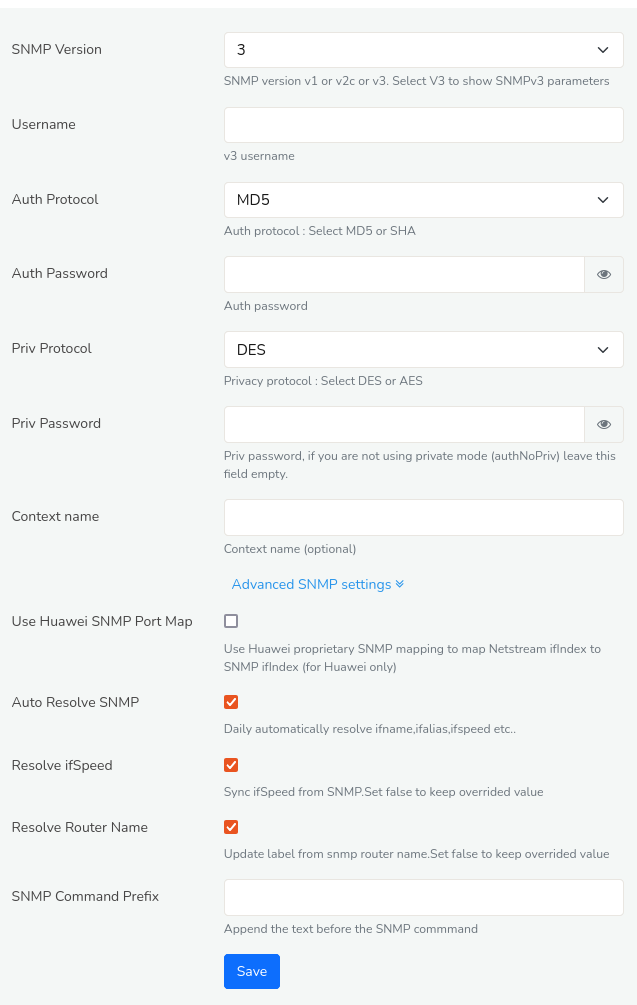 SNMP Version
3
SNMP version v1 or v2c or v3. Select V3 to show SNMPv3 parameters
Username
v3 username
Auth Protocol
MD5
Auth protocol : Select MD5 or SHA
Auth Password
Auth password
Priv Protocol
DES
Privacy protocol : Select DES or AES
Priv Password
Priv password, if you are not using private mode (authNoPriv) leave this
field empty.
Context name
Context name (optional)
Advanced SNMP settings
Use Huawei SNMP Port Map
Use Huawei proprietary SNMP mapping to map Netstream ifIndex to
SNMP ifIndex (for Huawei only)
Auto Resolve SNMP
Daily automatically resolve ifname,ifalias,ifspeed etc..
Resolve ifSpeed
Sync ifSpeed from SNMP.Set false to keep overrided value
Resolve Router Name
Update label from snmp router name.Set false to keep overrided value
SNMP Command Prefix
Append the text before the SNMP commmand
Save